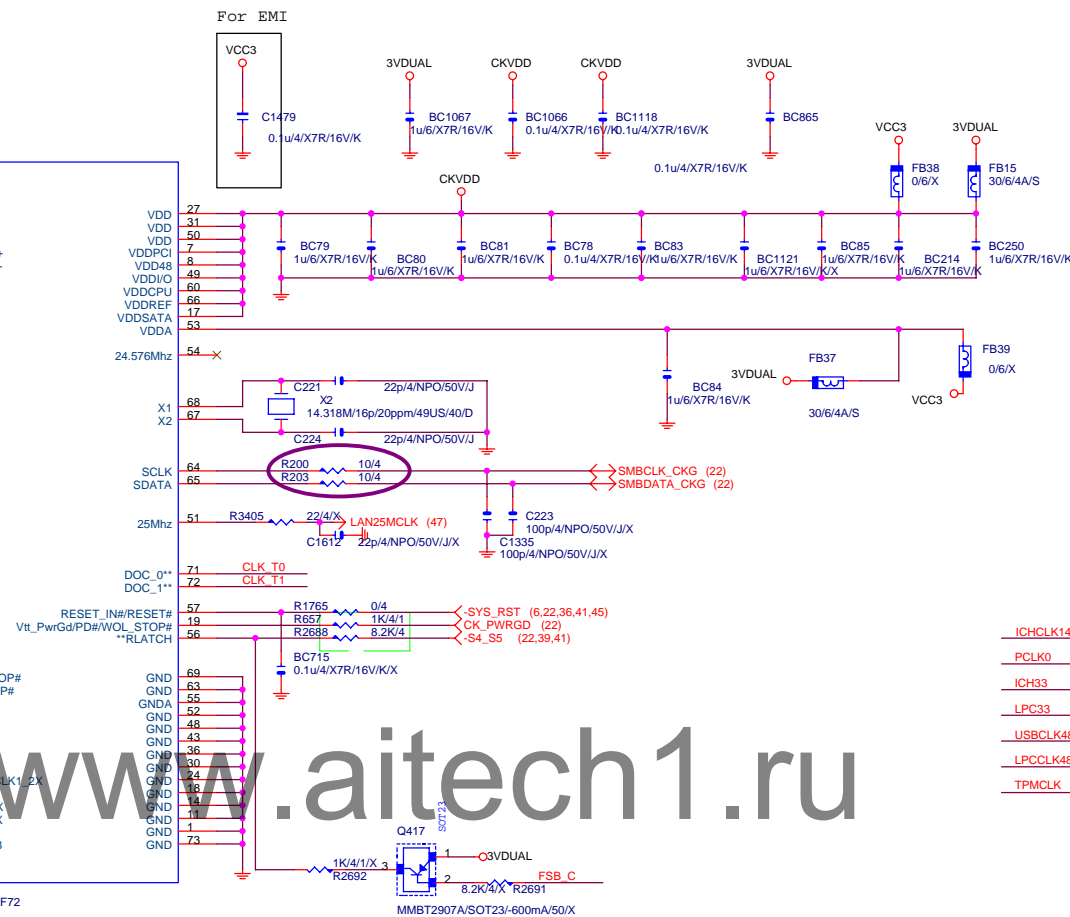 For EMI
VCC3
C1479
0.1u/4/X7R/16V/K
3VDUAL
BC1067
1u/6/X7R/16V/K
CKVDD
BC1066
0.1u/4/X7R/16V/K
CKVDD
BC1118
0.1u/4/X7R/16V/K
3VDUAL
BC865
0.1u/4/X7R/16V/K
VCC3
FB38
0/6/X
3VDUAL
FB15
30/6/4A/S
CKVDD
VDD 27
VDD 31
VDD 50
VDDPCI 7
VDD48 8
VDDI/O 49
VDDCPU 60
VDDREF 66
VDDSATA 17
VDDA 53
BC79
1u/6/X7R/16V/K
BC80
1u/6/X7R/16V/K
BC81
1u/6/X7R/16V/K
BC78
0.1u/4/X7R/16V/K
BC83
1u/6/X7R/16V/K
BC1121
1u/6/X7R/16V/K/X
BC85
1u/6/X7R/16V/K
BC214
1u/6/X7R/16V/K
BC250
1u/6/X7R/16V/K
24.576Mhz 54
BC84
1u/6/X7R/16V/K
3VDUAL
FB37
30/6/4A/S
FB39
0/6/X
VCC3
X1 68
X2 67
C221
22p/4/NPO/50V/J
X2
14.318M/16p/20ppm/49US/40/D
C224
22p/4/NPO/50V/J
SCLK 64
R200 10/4
SMBCLK_CKG (22)
SDATA 65
R203 10/4
SMBDATA_CKG (22)
C223
100p/4/NPO/50V/J/X
C1335
100p/4/NPO/50V/J/X
25Mhz 51
R3405 22/4/X
LAN25MCLK (47)
C1612 22p/4/NPO/50V/J/X
DOC_0** 71 CLK_T0
DOC_1** 72 CLK_T1
RESET_IN#/RESET# 57
R1765 0/4
-SYS_RST (6,22,36,41,45)
Vtt_PwrGd/PD#/WOL_STOP# 19
R657 1K/4/1
CK_PWRGD (22)
**RLATCH 56
R2688 8.2K/4
-S4_S5 (22,39,41)
BC715
0.1u/4/X7R/16V/K/X
OP#
P#
GND 69
GND 63
GNDA 55
GND 52
GND 48
GND 43
GND 36
GND 30
GND 24
GND 18
GND 14
GND 11
GND 1
GND 73
CLK1_2X
X
X
3
F72
ICHCLK14
PCLK0
ICH33
LPC33
USBCLK48
LPCCLK48
TPMCLK
www.aitech1.ru
Q417
SOT23
1 3VDUAL
1K/4/1/X 3
R2692
2
8.2K/4/X R2691
FSB_C
MMBT2907A/SOT23/-600mA/50/X